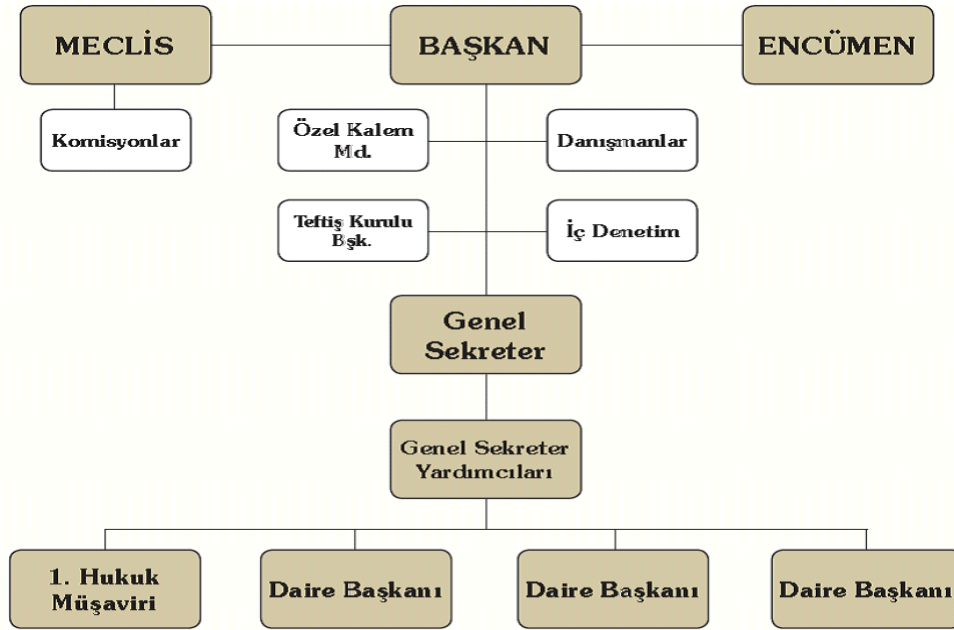 MECLİS
BAŞKAN
ENCÜMEN
Komisyonlar
Özel Kalem
Md.
Danışmanlar
Teftiş Kurulu
Bşk.
İç Denetim
Genel
Sekreter
Genel Sekreter
Yardımcıları
1. Hukuk
Müşaviri
Daire Başkanı
Daire Başkanı
Daire Başkanı